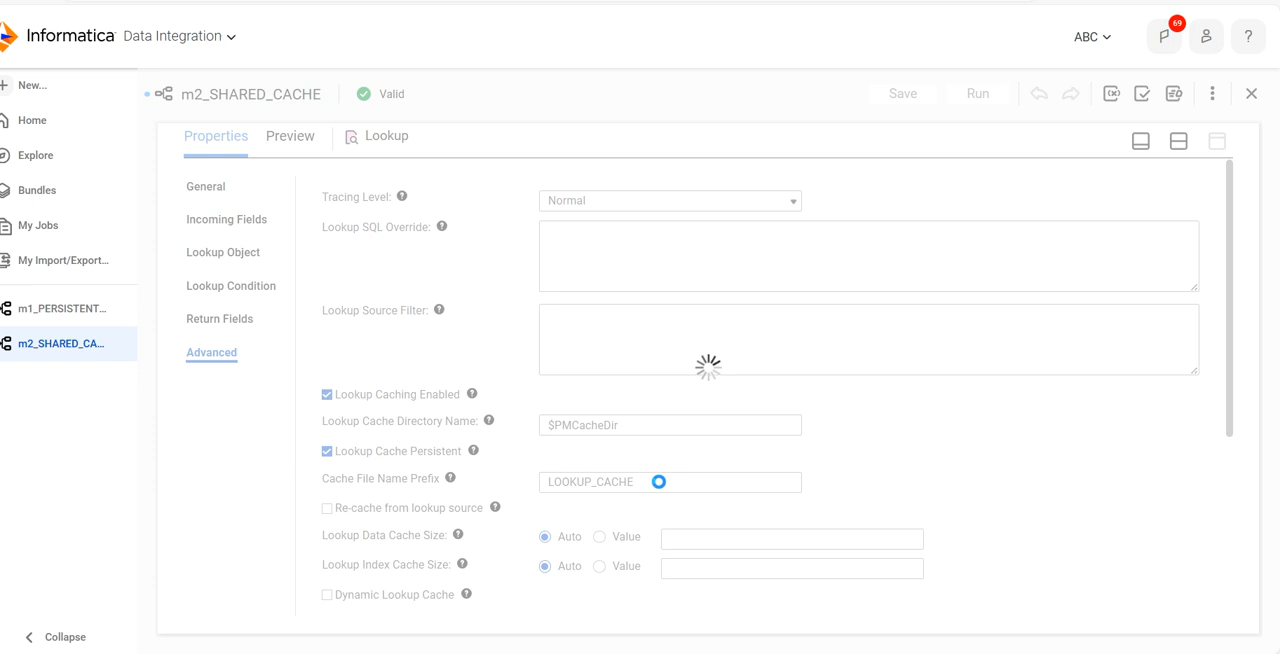 Informatica Data Integration
ABC
69
?
New...
Home
Explore
Bundles
My Jobs
My Import/Export...
m1_PERSISTENT...
m2_SHARED_CA...
Collapse
m2_SHARED_CACHE
Valid
Save
Run
Properties
Preview
Lookup
General
Incoming Fields
Lookup Object
Lookup Condition
Return Fields
Advanced
Tracing Level: ?
Normal
Lookup SQL Override: ?
Lookup Source Filter: ?
Lookup Caching Enabled ?
Lookup Cache Directory Name: ?
$PMCacheDir
Lookup Cache Persistent ?
Cache File Name Prefix ?
LOOKUP_CACHE
Re-cache from lookup source ?
Lookup Data Cache Size: ?
Auto Value
Lookup Index Cache Size: ?
Auto Value
Dynamic Lookup Cache ?